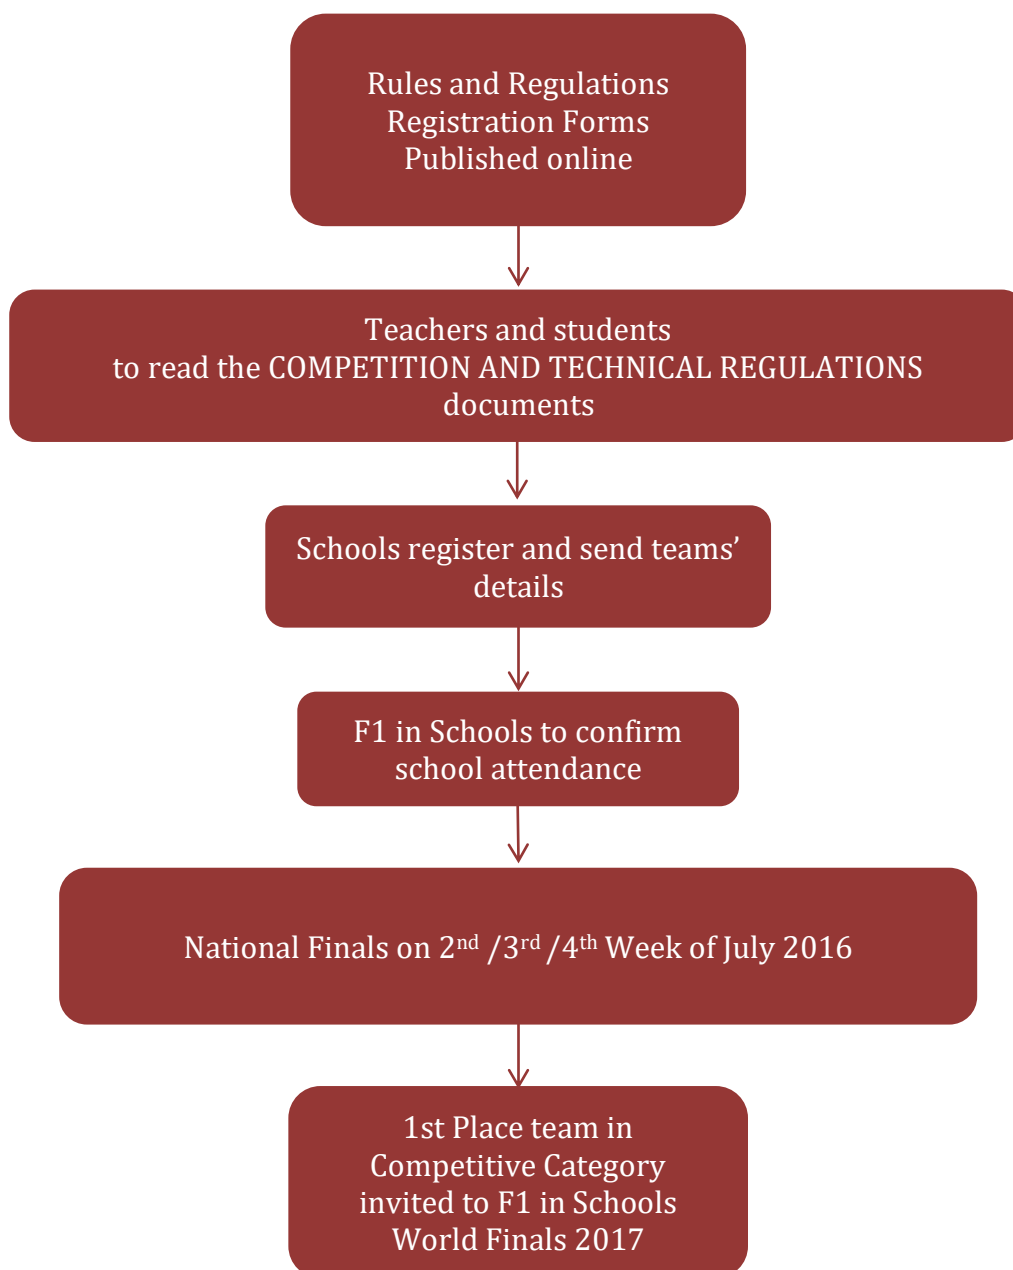 Rules and Regulations
Registration Forms
Published online
Teachers and students
to read the COMPETITION AND TECHNICAL REGULATIONS
documents
Schools register and send teams’
details
F1 in Schools to confirm
school attendance
National Finals on 2nd /3rd /4th Week of July 2016
1st Place team in
Competitive Category
invited to F1 in Schools
World Finals 2017